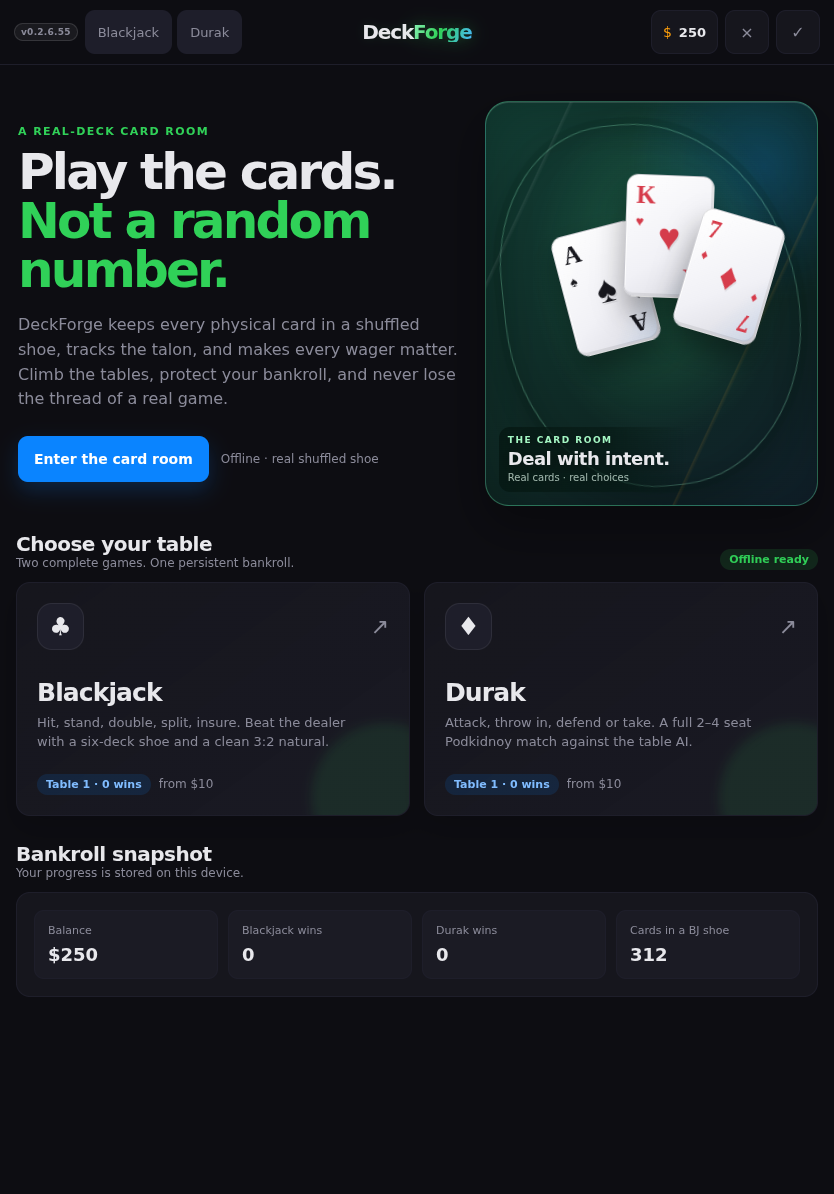 v0.2.6.55
Blackjack
Durak
DeckForge
$ 250
×
✓
A REAL-DECK CARD ROOM
Play the cards.
Not a random
number.
DeckForge keeps every physical card in a shuffled
shoe, tracks the talon, and makes every wager matter.
Climb the tables, protect your bankroll, and never lose
the thread of a real game.
Enter the card room
Offline · real shuffled shoe
A
♠
♠
A
K
♥
♥
7
♦
♦
♦
7
THE CARD ROOM
Deal with intent.
Real cards · real choices
Choose your table
Two complete games. One persistent bankroll.
Offline ready
♣
↗
Blackjack
Hit, stand, double, split, insure. Beat the dealer
with a six-deck shoe and a clean 3:2 natural.
Table 1 · 0 wins
from $10
♦
↗
Durak
Attack, throw in, defend or take. A full 2–4 seat
Podkidnoy match against the table AI.
Table 1 · 0 wins
from $10
Bankroll snapshot
Your progress is stored on this device.
Balance
$250
Blackjack wins
0
Durak wins
0
Cards in a BJ shoe
312